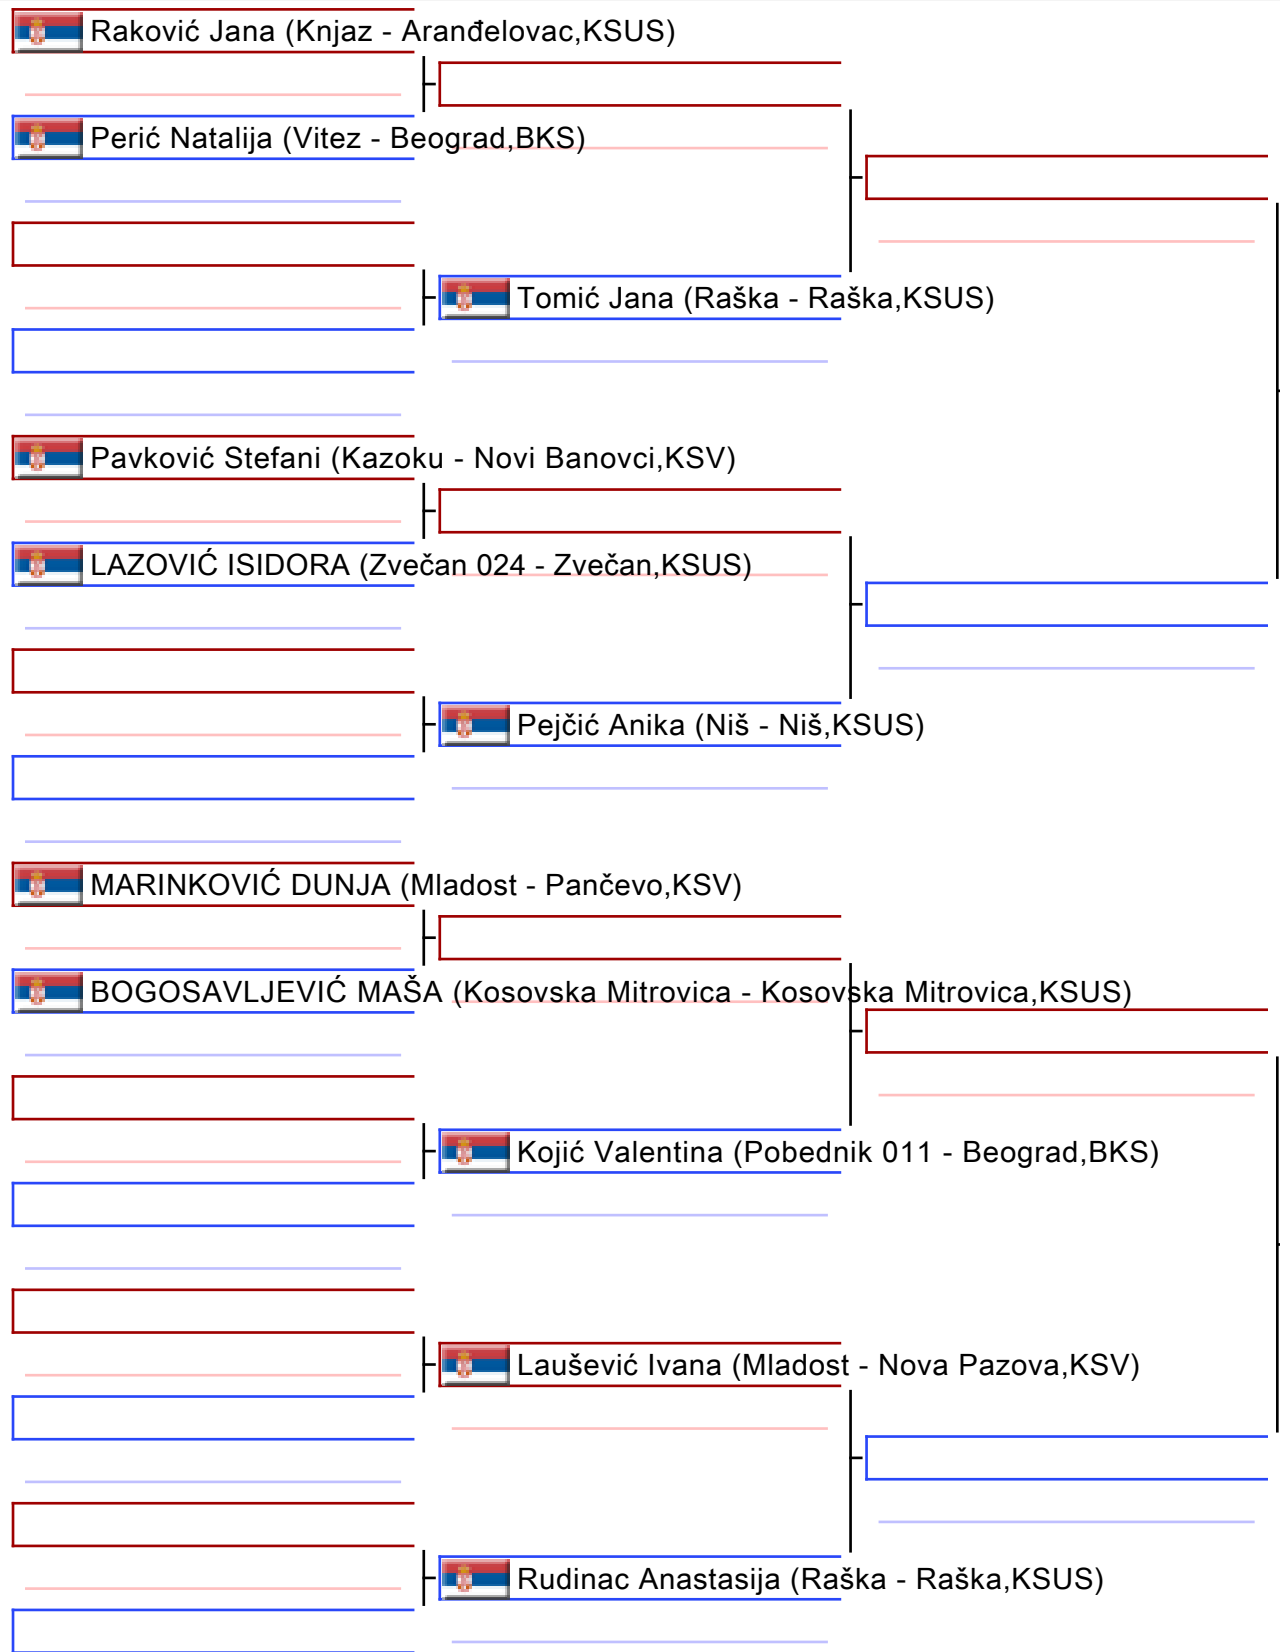 Raković Jana (Knjaz - Aranđelovac,KSUS)
Perić Natalija (Vitez - Beograd,BKS)
Tomić Jana (Raška - Raška,KSUS)
Pavković Stefani (Kazoku - Novi Banovci,KSV)
LAZOVIĆ ISIDORA (Zvečan 024 - Zvečan,KSUS)
Pejčić Anika (Niš - Niš,KSUS)
MARINKOVIĆ DUNJA (Mladost - Pančevo,KSV)
BOGOSAVLJEVIĆ MAŠA (Kosovska Mitrovica - Kosovska Mitrovica,KSUS)
Kojić Valentina (Pobednik 011 - Beograd,BKS)
Laušević Ivana (Mladost - Nova Pazova,KSV)
Rudinac Anastasija (Raška - Raška,KSUS)